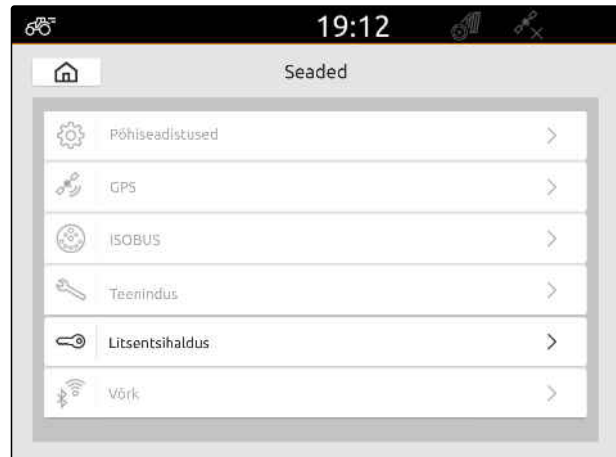 19:12
Seaded
Põhiseadistused
GPS
ISOBUS
Teenindus
Litsentsihaldus
Võrk